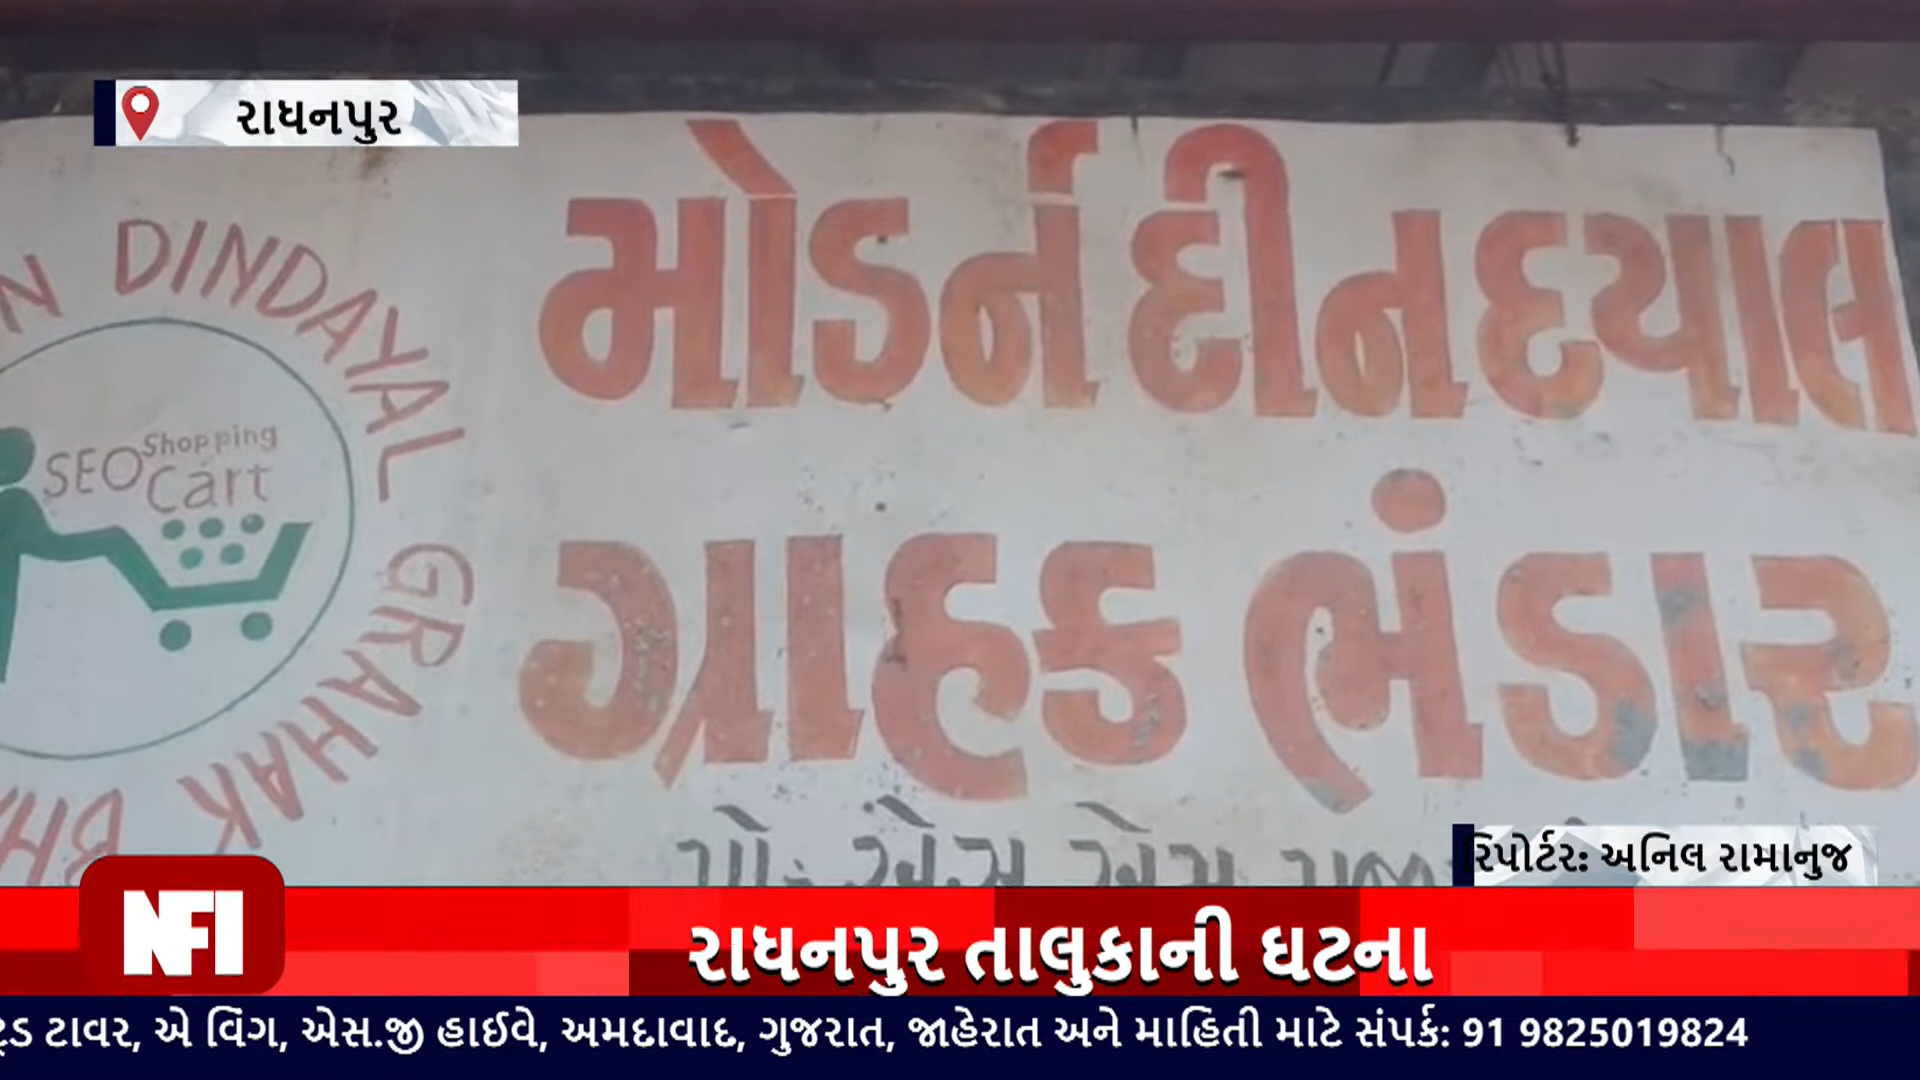 રાધનપુર
મોડર્ન દીનદયાલ
ગ્રાહક ભંડાર
DINDAYAL GRAHAK
SEO Shopping Cart
રિપોર્ટર: અનિલ રામાનુજ
NFI
રાધનપુર તાલુકાની ઘટના
ટાવર, એ વિંગ, એસ.જી હાઈવે, અમદાવાદ, ગુજરાત, જાહેરાત અને માહિતી માટે સંપર્ક: 91 9825019824